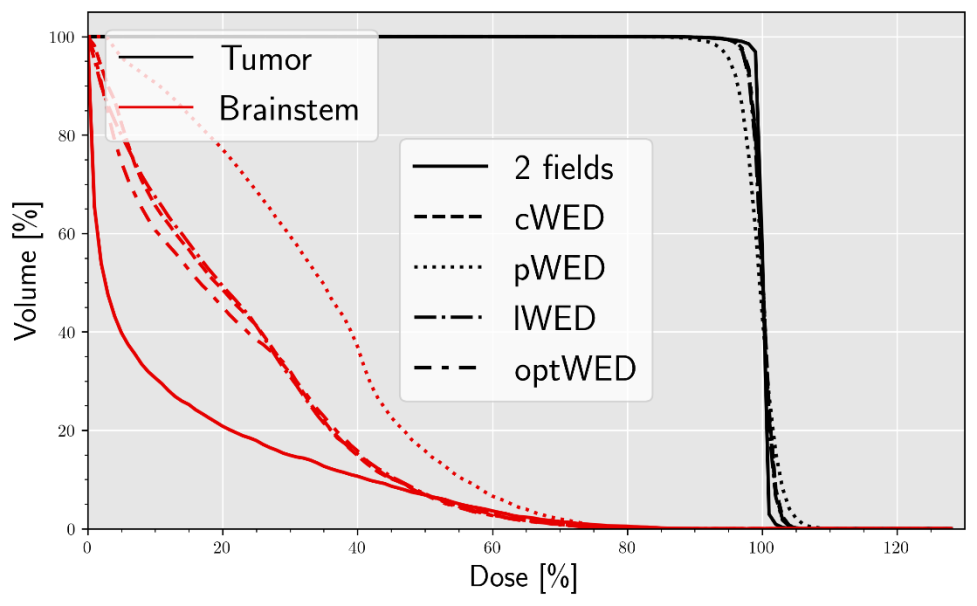 100
80
60
40
20
0
Volume [%]
Tumor
Brainstem
2 fields
cWED
pWED
lWED
optWED
0 20 40 60 80 100 120
Dose [%]